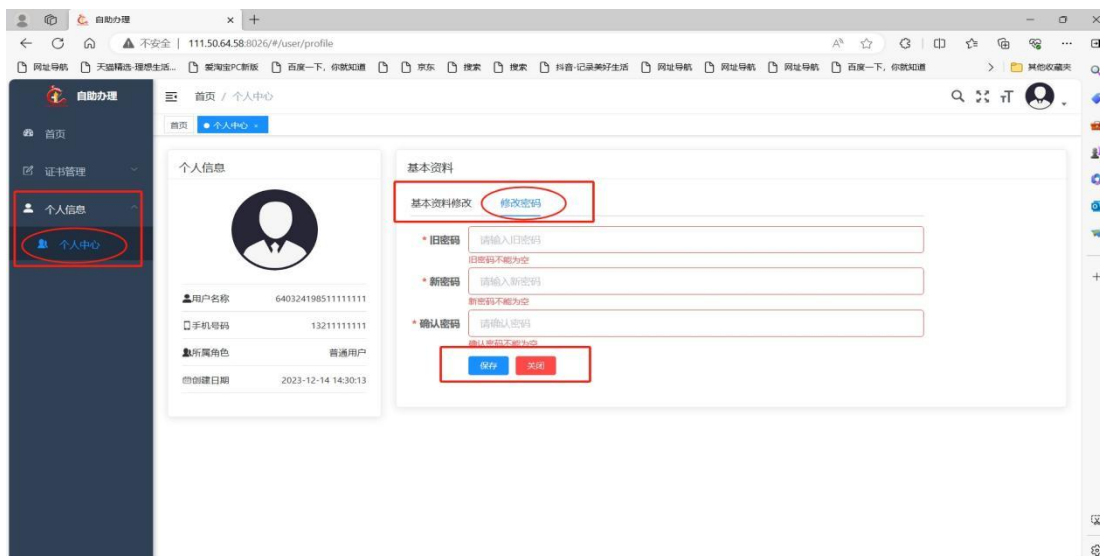 自助办理
不安全 | 111.50.64.58:8026/#/user/profile
网址导航 天猫精选-理想生活... 爱淘宝PC新版 百度一下，你就知道 京东 搜索 搜索 抖音-记录美好生活 网址导航 网址导航 网址导航 百度一下，你就知道 其他收藏夹
自助办理
首页 / 个人中心
首页 个人中心 ×
首页
证书管理
个人信息
个人中心
个人信息
用户名称 640324198511111111
手机号码 13211111111
所属角色 普通用户
创建日期 2023-12-14 14:30:13
基本资料
基本资料修改 修改密码
* 旧密码 请输入旧密码
旧密码不能为空
* 新密码 请输入新密码
新密码不能为空
* 确认密码 请确认密码
确认密码不能为空
保存 关闭